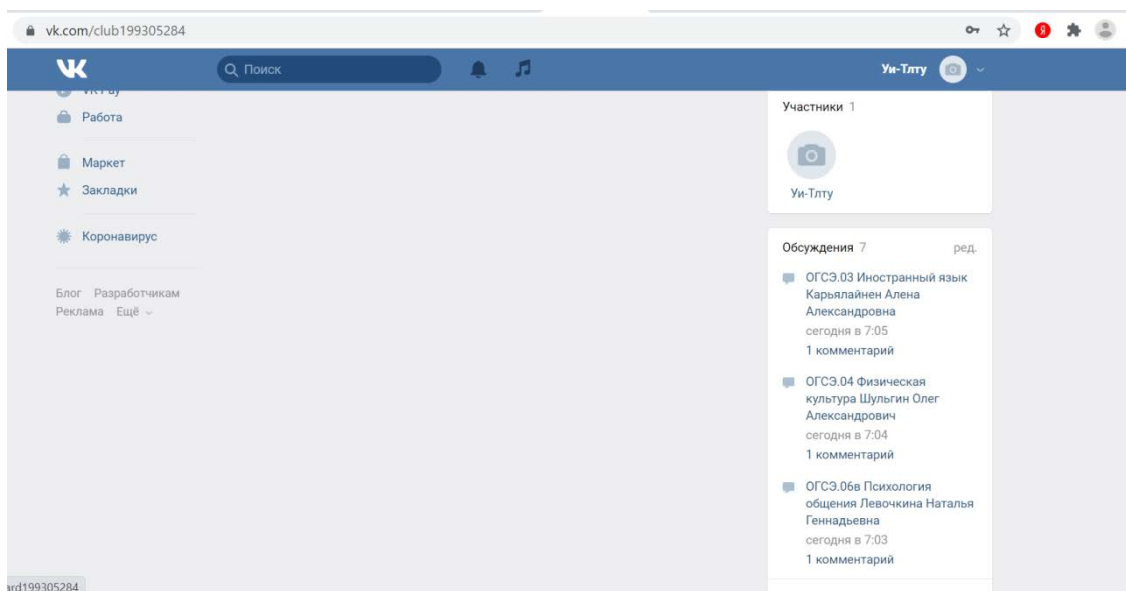 vk.com/club199305284
Поиск
Уи-Тлту
VK Pay
Работа
Маркет
Закладки
Коронавирус
Блог Разработчикам
Реклама Ещё
Участники 1
Уи-Тлту
Обсуждения 7 ред.
ОГСЭ.03 Иностранный язык
Карьялайнен Алена
Александровна
сегодня в 7:05
1 комментарий
ОГСЭ.04 Физическая
культура Шульгин Олег
Александрович
сегодня в 7:04
1 комментарий
ОГСЭ.06в Психология
общения Левочкина Наталья
Геннадьевна
сегодня в 7:03
1 комментарий
ard199305284